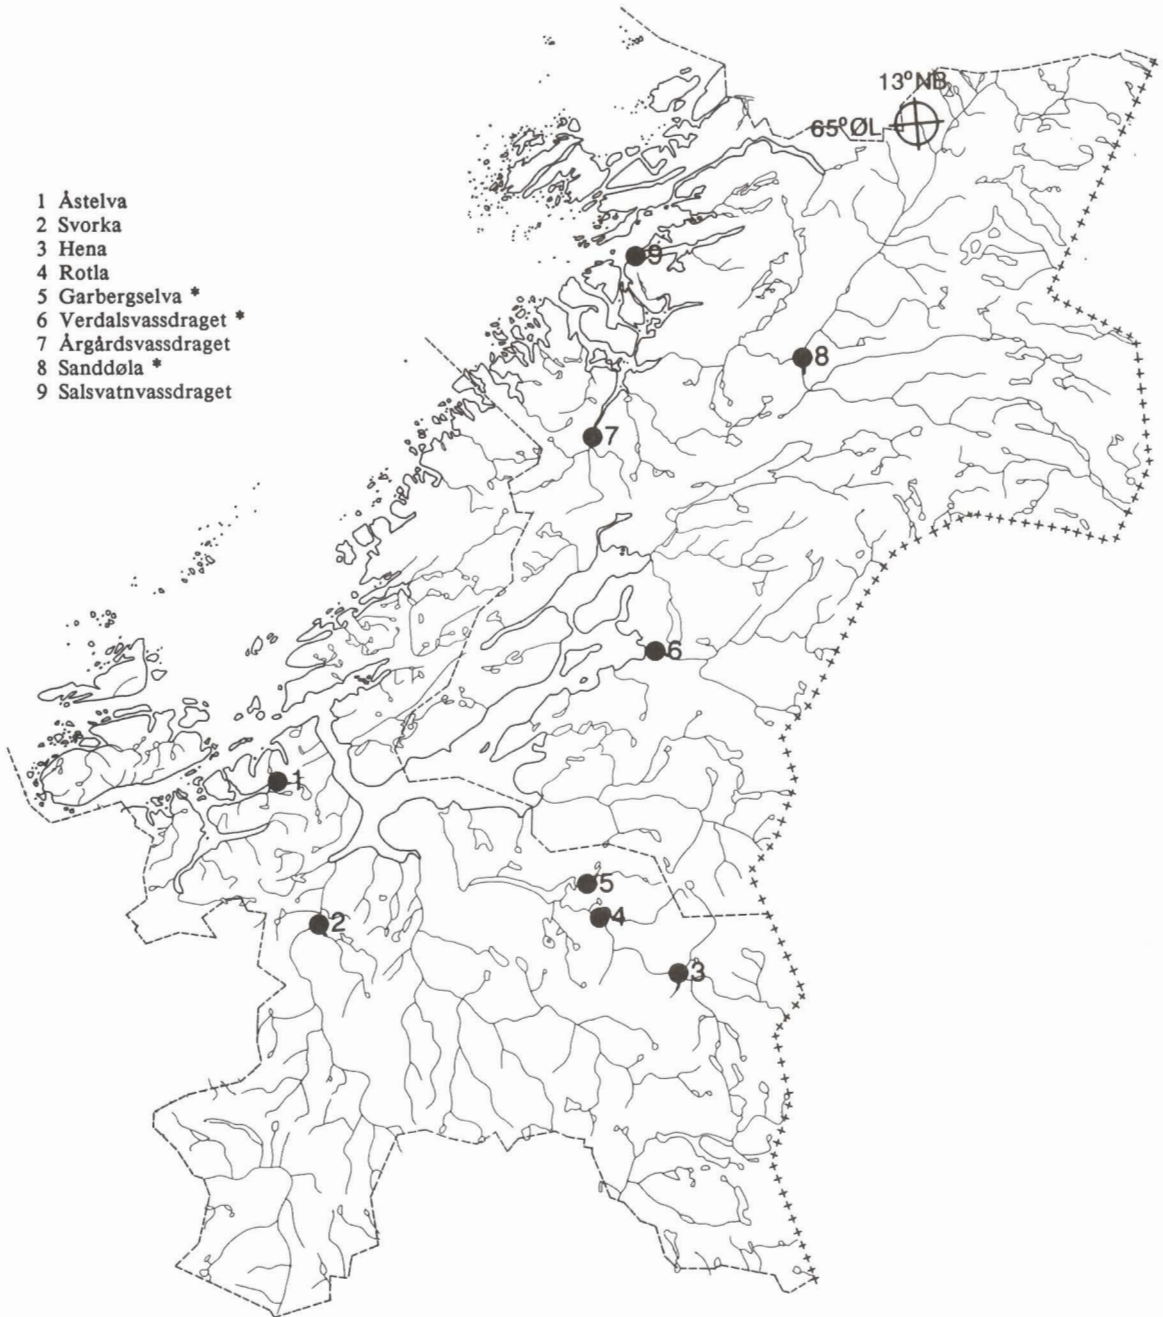 13°NB
65°ØL
1 Åstelva
2 Svorka
3 Hena
4 Rotla
5 Garbergselva *
6 Verdalsvassdraget *
7 Årgårdsvassdraget
8 Sanddøla *
9 Salsvatnvassdraget
9
8
7
6
1
5
4
2
3